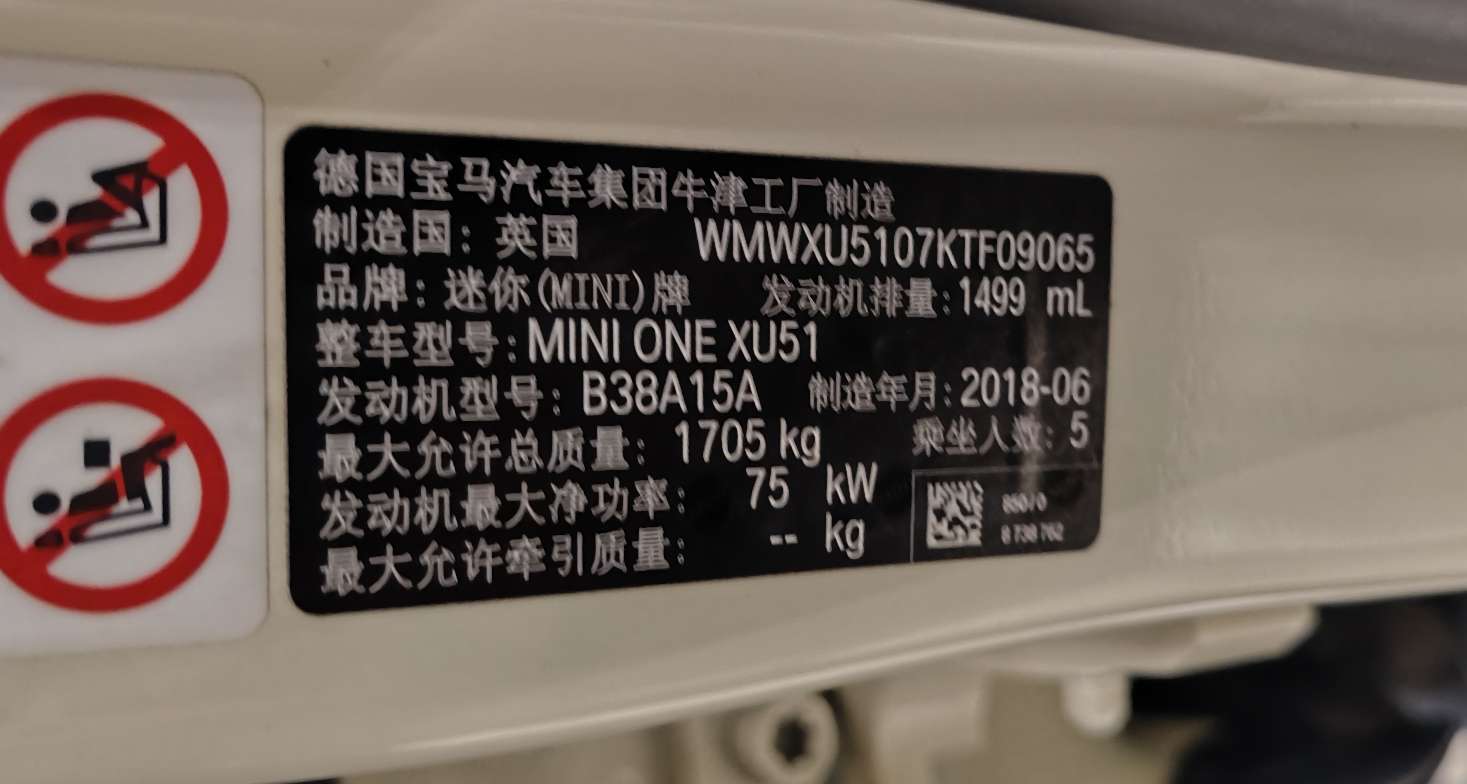 德国宝马汽车集团牛津工厂制造
制造国：英国 WMWXU5107KTF09065
品牌：迷你(MINI)牌 发动机排量:1499 mL
整车型号:MINI ONE XU51
发动机型号: B38A15A 制造年月:2018-06
最大允许总质量: 1705 kg 乘坐人数: 5
发动机最大净功率: 75 kW
最大允许牵引质量: -- kg
8 738 762